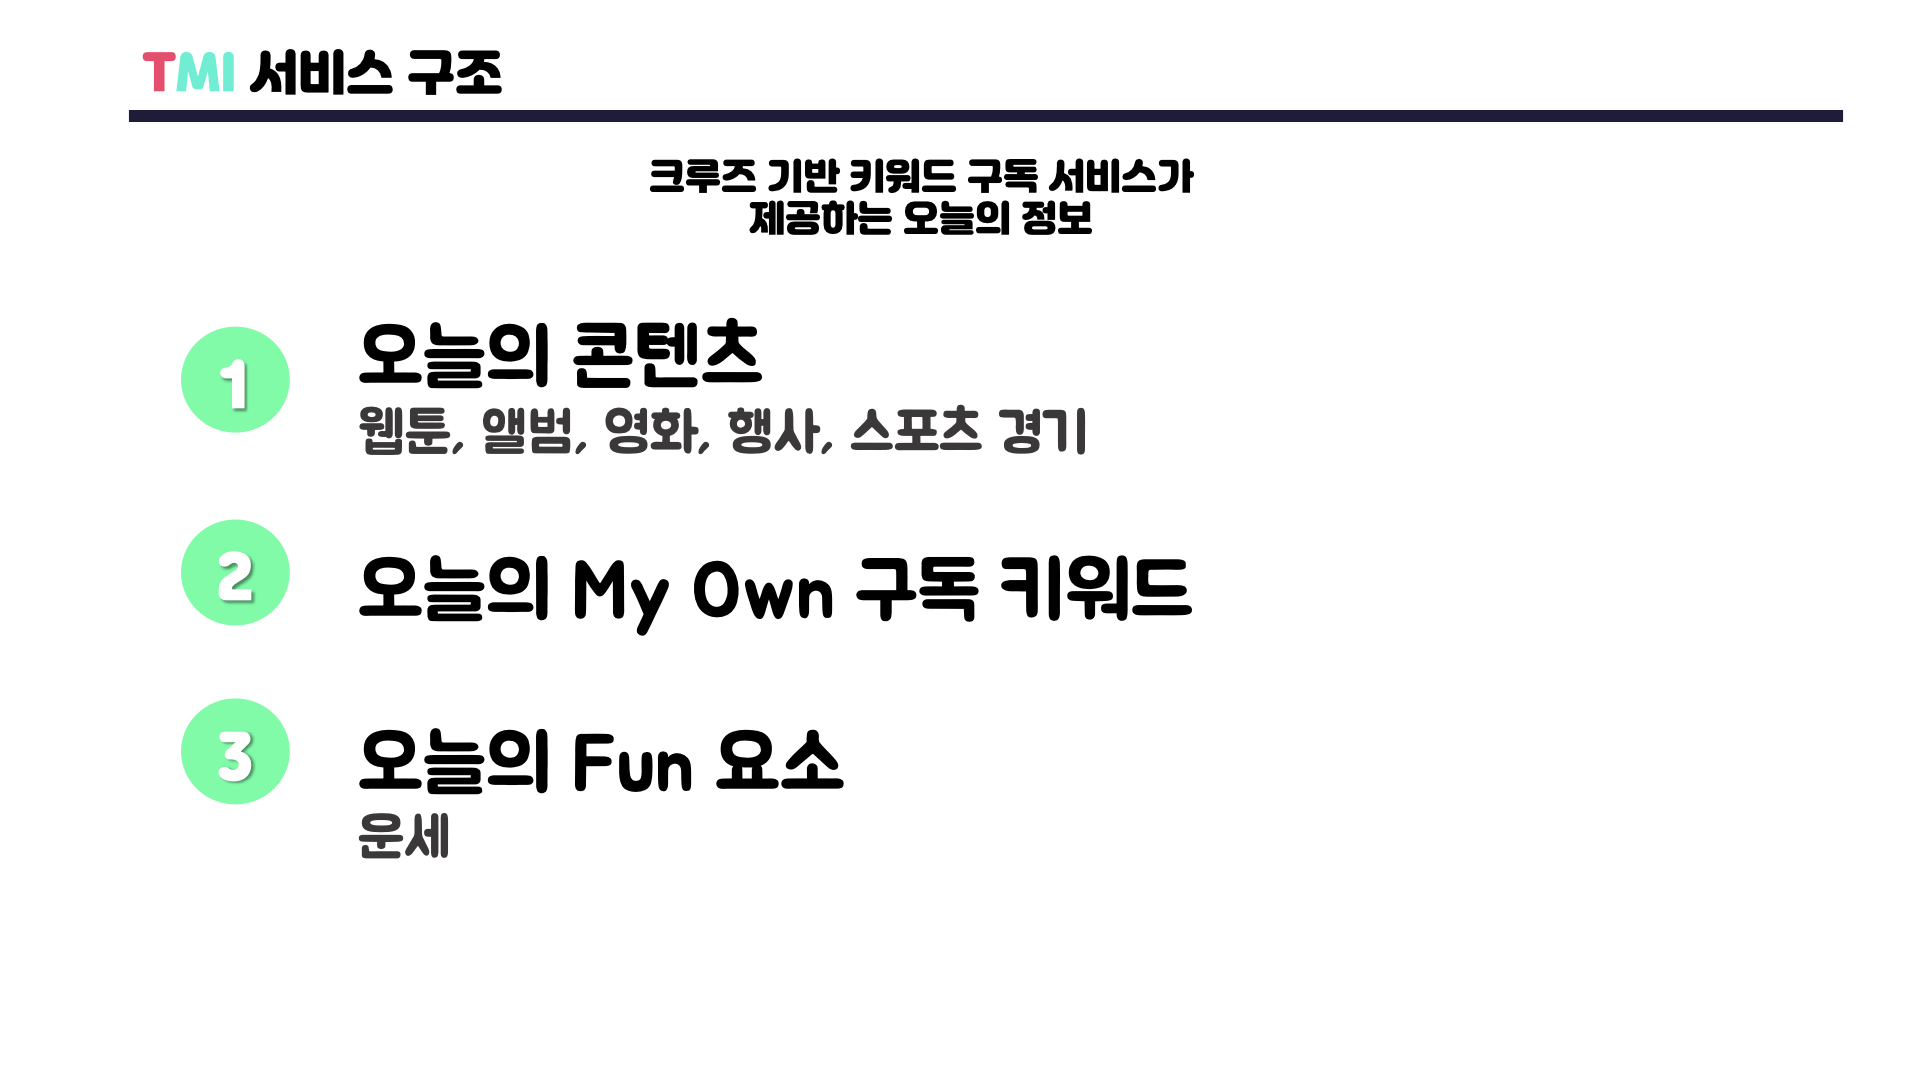 TMI 서비스 구조
크루즈 기반 키워드 구독 서비스가
제공하는 오늘의 정보
1
오늘의 콘텐츠
웹툰, 앨범, 영화, 행사, 스포츠 경기
2
오늘의 My Own 구독 키워드
3
오늘의 Fun 요소
운세